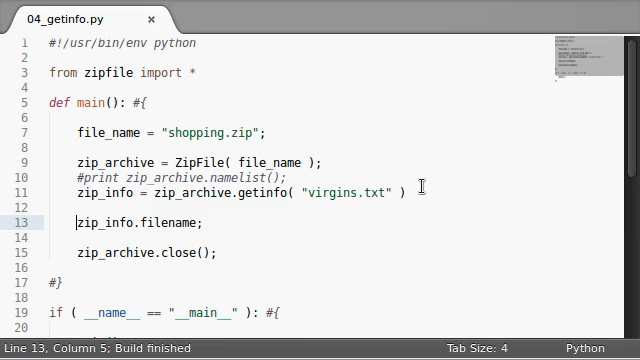 04_getinfo.py ×
1 #!/usr/bin/env python
2
3 from zipfile import *
4
5 def main(): #{
6
7 file_name = "shopping.zip";
8
9 zip_archive = ZipFile( file_name );
10 #print zip_archive.namelist();
11 zip_info = zip_archive.getinfo( "virgins.txt" )
12
13 zip_info.filename;
14
15 zip_archive.close();
16
17 #}
18
19 if ( __name__ == "__main__" ): #{
20
Line 13, Column 5; Build finished Tab Size: 4 Python